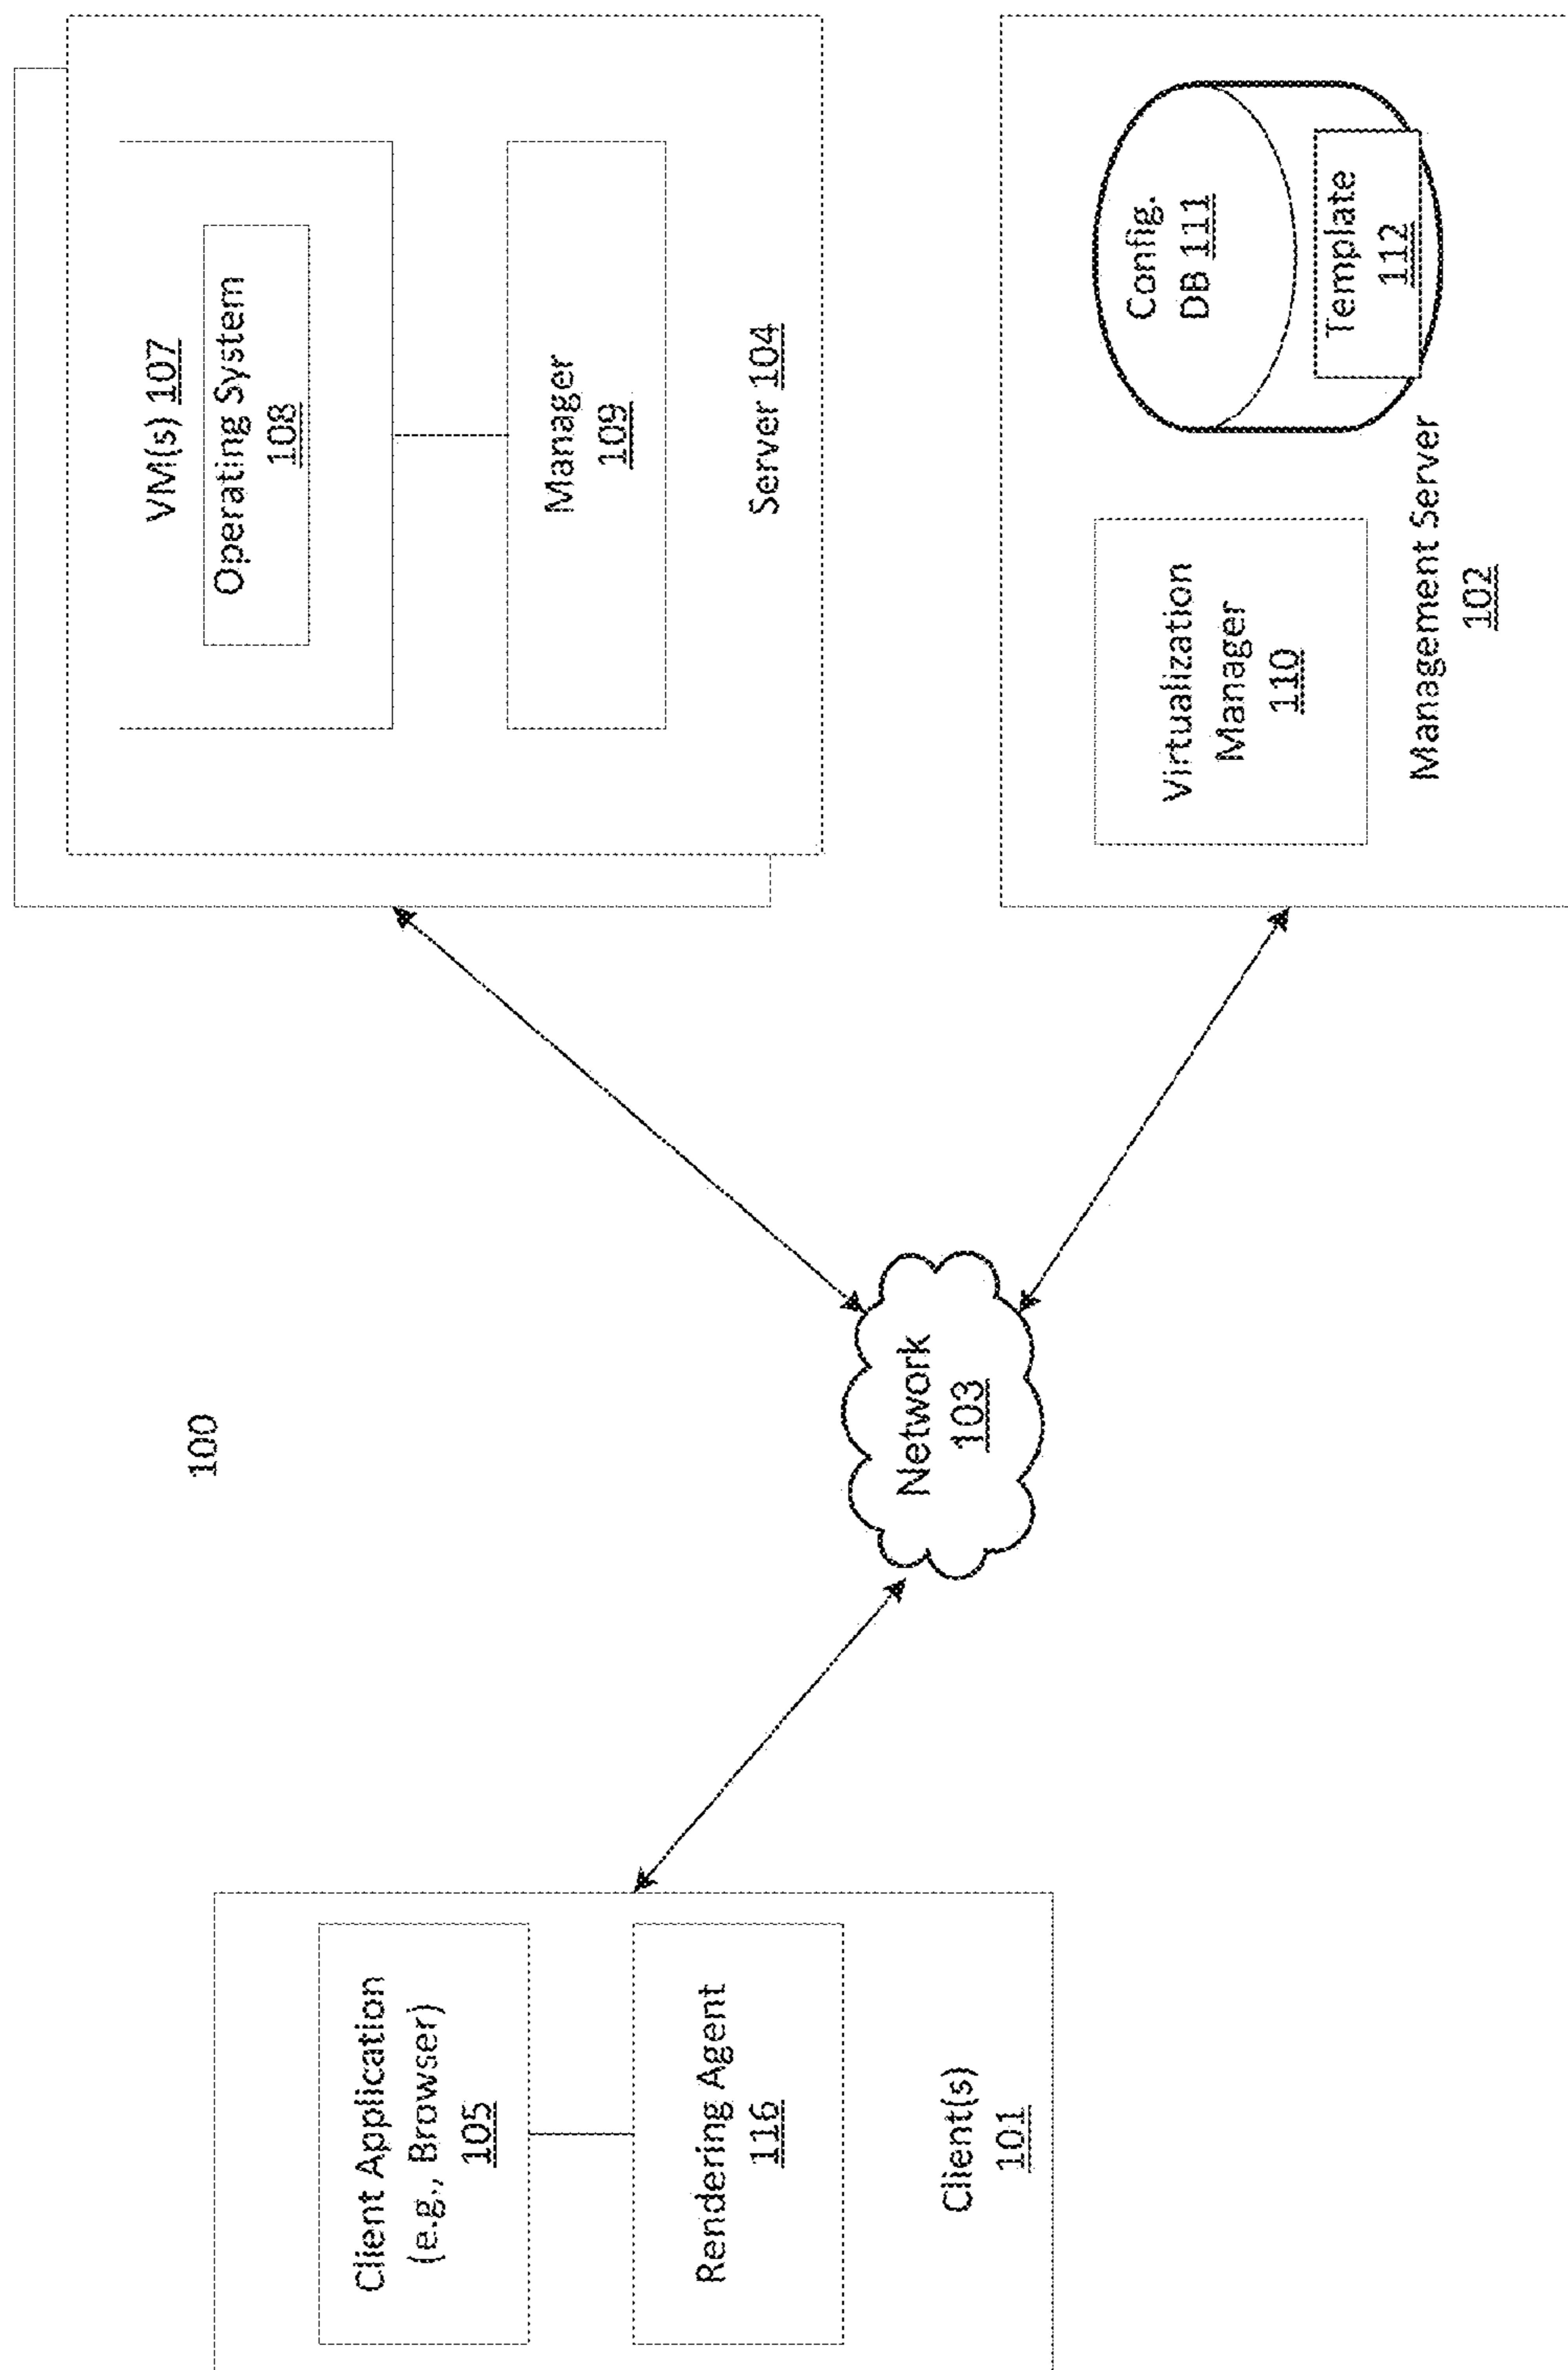 100
Client Application
(e.g., Browser)
105
Rendering Agent
116
Client(s)
101
Network
103
VM(s) 107
Operating System
108
Manager
109
Server 104
Virtualization
Manager
110
Config.
DB 111
Template
112
Management Server
102